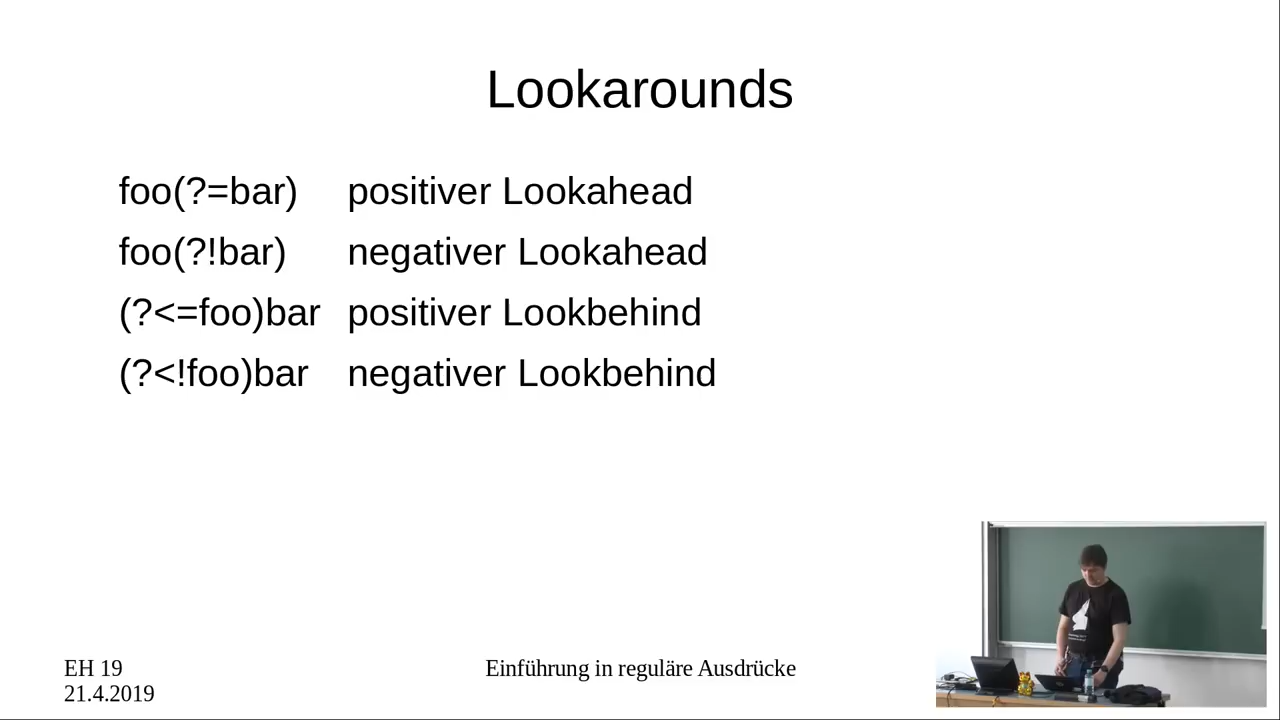 Lookarounds
foo(?=bar) positiver Lookahead
foo(?!bar) negativer Lookahead
(?<=foo)bar positiver Lookbehind
(?<!foo)bar negativer Lookbehind
EH 19
21.4.2019
Einführung in reguläre Ausdrücke